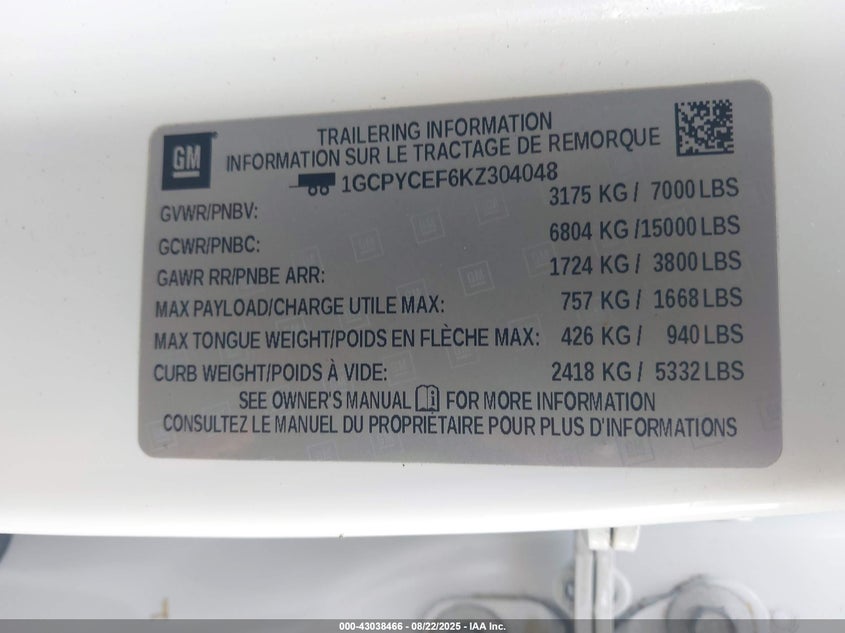 GM
TRAILERING INFORMATION
INFORMATION SUR LE TRACTAGE DE REMORQUE
1GCPYCEF6KZ304048
GVWR/PNBV: 3175 KG / 7000 LBS
GCWR/PNBC: 6804 KG /15000 LBS
GAWR RR/PNBE ARR: 1724 KG / 3800 LBS
MAX PAYLOAD/CHARGE UTILE MAX: 757 KG / 1668 LBS
MAX TONGUE WEIGHT/POIDS EN FLÈCHE MAX: 426 KG / 940 LBS
CURB WEIGHT/POIDS À VIDE: 2418 KG / 5332 LBS
SEE OWNER'S MANUAL FOR MORE INFORMATION
CONSULTEZ LE MANUEL DU PROPRIÉTAIRE POUR PLUS D'INFORMATIONS
000-43038466 - 08/22/2025 - IAA Inc.